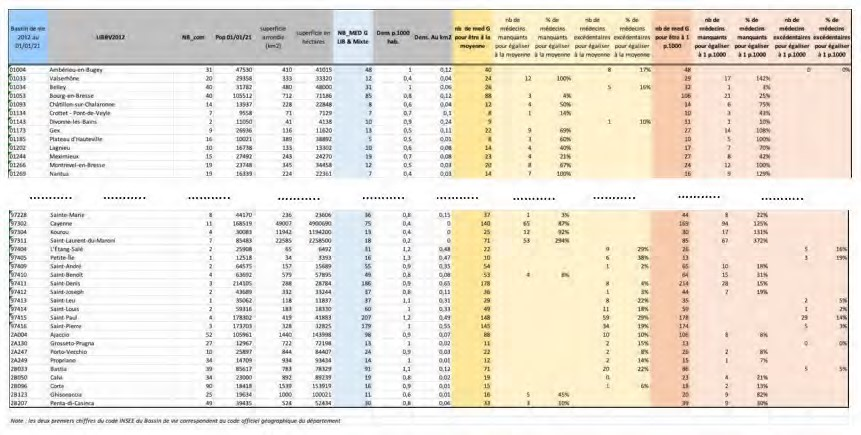 Bassin de vie 2012 au 01/01/21
LIBBV2012
NB_com
Pop 01/01/21
superficie arrondie (km2)
superficie en hectares
NB_MED G LIB & Mixte
Dens p.1000 hab.
Dens. Au km2
nb de med G pour être à la moyenne
nb de médecins manquants pour égaliser à la moyenne
% de médecins manquants pour égaliser à la moyenne
nb de médecins excédentaires pour égaliser à la moyenne
% de médecins excédentaires pour égaliser à la moyenne
nb de med G pour être à 1 p.1000
nb de médecins manquants pour égaliser à 1 p.1000
% de médecins manquants pour égaliser à 1 p.1000
nb de médecins excédentaires pour égaliser à 1 p.1000
% de médecins excédentaires pour égaliser à 1 p.1000
01004 Ambérieu-en-Bugey 31 47530 410 41015 48 1 0,12 40 8 17% 48 0 0%
01033 Valserhône 20 29358 333 33320 12 0,4 0,04 24 12 100% 29 17 142%
01034 Belley 40 31782 480 48000 31 1 0,06 26 5 16% 32 1 3%
01053 Bourg-en-Bresse 40 105512 712 71186 85 0,8 0,12 88 3 4% 106 21 25%
01093 Châtillon-sur-Chalaronne 14 13937 228 22848 8 0,6 0,04 12 4 50% 14 6 75%
01134 Crottet - Pont-de-Veyle 7 9558 71 7129 7 0,7 0,1 8 1 14% 10 3 43%
01143 Divonne-les-Bains 2 11050 41 4138 10 0,9 0,24 9 1 10% 11 1 10%
01173 Gex 9 26936 116 11620 13 0,5 0,11 22 9 69% 27 14 108%
01185 Plateau d'Hauteville 16 10021 389 38892 5 0,5 0,01 8 3 60% 10 5 100%
01202 Lagnieu 10 16738 133 13302 10 0,6 0,08 14 4 40% 17 7 70%
01244 Meximieux 15 27492 243 24270 19 0,7 0,08 23 4 21% 27 8 42%
01266 Montrevel-en-Bresse 19 23748 345 34458 12 0,5 0,03 20 8 67% 24 12 100%
01269 Nantua 19 16339 224 22361 7 0,4 0,03 14 7 100% 16 9 129%
97228 Sainte-Marie 8 44170 236 23606 36 0,8 0,15 37 1 3% 44 8 22%
97302 Cayenne 11 168519 49007 4900690 75 0,4 0 140 65 87% 169 94 125%
97304 Kourou 4 30083 11942 1194200 13 0,4 0 25 12 92% 30 17 131%
97311 Saint-Laurent-du-Maroni 7 85483 22585 2258500 18 0,2 0 71 53 294% 85 67 372%
97404 L'Étang-Salé 2 25908 65 6492 31 1,2 0,48 22 9 29% 26 5 16%
97405 Petite-Île 1 12518 34 3393 16 1,3 0,47 10 6 38% 13 3 19%
97409 Saint-André 2 64575 157 15689 55 0,9 0,35 54 1 2% 65 10 18%
97410 Saint-Benoît 4 63692 579 57895 49 0,8 0,08 53 4 8% 64 15 31%
97411 Saint-Denis 3 214105 288 28784 186 0,9 0,65 178 8 4% 214 28 15%
97412 Saint-Joseph 2 43689 332 33244 37 0,8 0,11 36 1 3% 44 7 19%
97413 Saint-Leu 1 35062 118 11837 37 1,1 0,31 29 8 22% 35 2 5%
97414 Saint-Louis 2 59316 183 18330 60 1 0,33 49 11 18% 59 1 2%
97415 Saint-Paul 4 178302 419 41883 207 1,2 0,49 148 59 29% 178 29 14%
97416 Saint-Pierre 3 173703 328 32825 179 1 0,55 145 34 19% 174 5 3%
2A004 Ajaccio 52 105961 1440 143998 98 0,9 0,07 88 10 10% 106 8 8%
2A130 Grosseto-Prugna 27 12967 722 72198 13 1 0,02 11 2 15% 13 0 0%
2A247 Porto-Vecchio 10 25897 844 84407 24 0,9 0,03 22 2 8% 26 2 8%
2A249 Propriano 34 14709 934 93434 14 1 0,01 12 2 14% 15 1 7%
2B033 Bastia 39 85617 783 78329 91 1,1 0,12 71 20 22% 86 5 5%
2B050 Calvi 34 23000 892 89239 19 0,8 0,02 19 0 23 4 21%
2B096 Corte 90 18418 1539 153919 16 0,9 0,01 15 1 6% 18 2 13%
2B123 Ghisonaccia 25 19634 1000 100021 11 0,6 0,01 16 5 45% 20 9 82%
2B207 Penta-di-Casinca 49 39435 524 52434 30 0,8 0,06 33 3 10% 39 9 30%
Note : les deux premiers chiffres du code INSEE du Bassin de vie correspondent au code officiel géographique du département